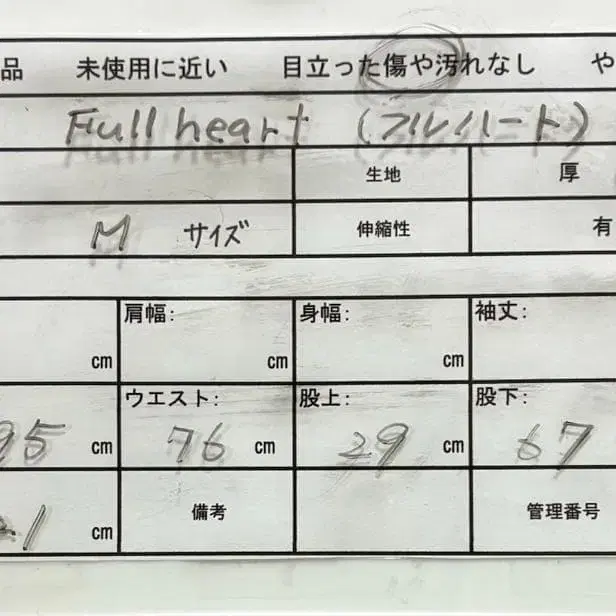 品 未使用に近い 目立った傷や汚れなし や
Full heart (フルハート)
生地 厚
M サイズ 伸縮性 有
肩幅: 身幅: 袖丈:
cm cm cm
ウエスト: 股上: 股下:
95 cm 76 cm 29 cm 67
cm 備考 管理番号